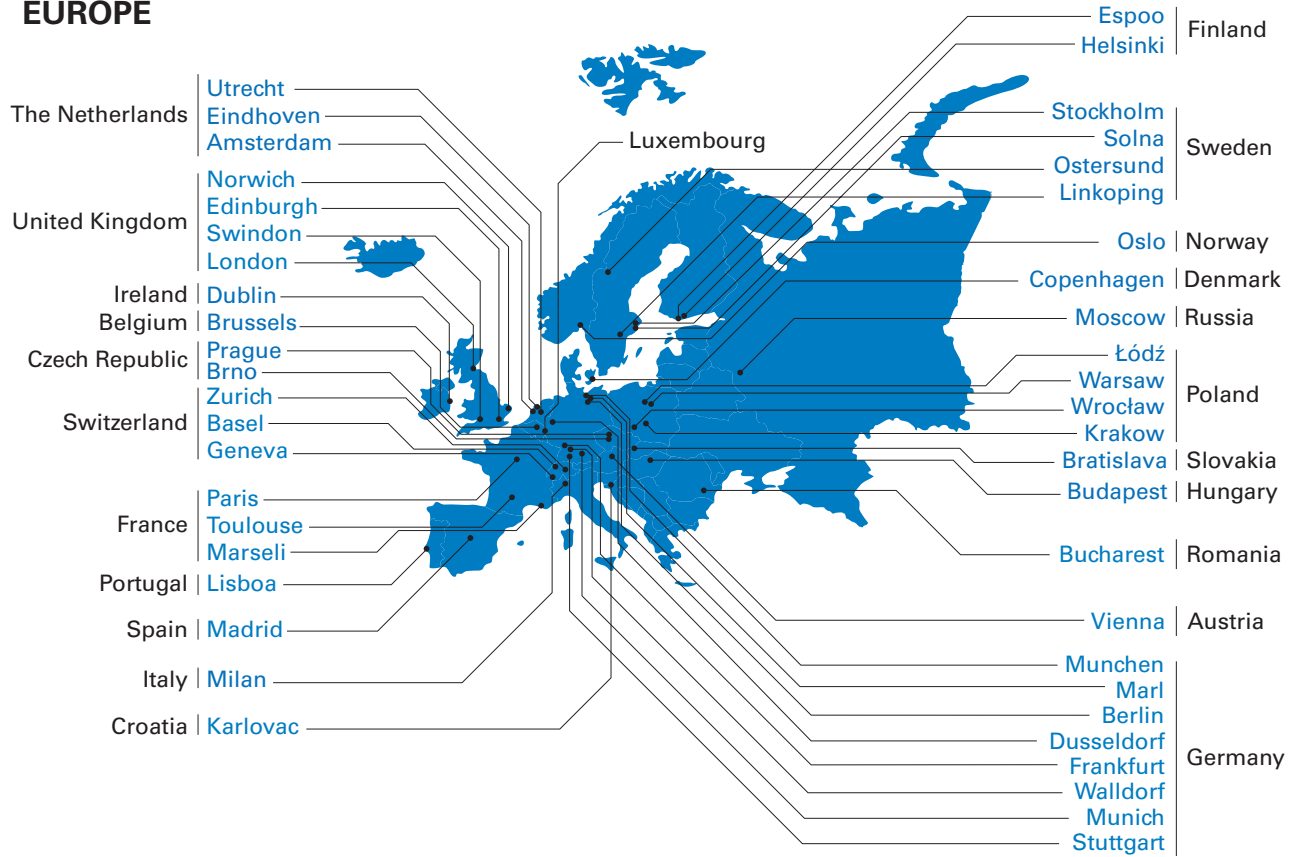 EUROPE
The Netherlands
Utrecht
Eindhoven
Amsterdam
United Kingdom
Norwich
Edinburgh
Swindon
London
Ireland
Dublin
Belgium
Brussels
Czech Republic
Prague
Brno
Switzerland
Zurich
Basel
Geneva
France
Paris
Toulouse
Marseli
Portugal
Lisboa
Spain
Madrid
Italy
Milan
Croatia
Karlovac
Luxembourg
Espoo
Helsinki
Finland
Stockholm
Solna
Ostersund
Linkoping
Sweden
Oslo
Norway
Copenhagen
Denmark
Moscow
Russia
Łódź
Warsaw
Wrocław
Krakow
Poland
Bratislava
Slovakia
Budapest
Hungary
Bucharest
Romania
Vienna
Austria
Munchen
Marl
Berlin
Dusseldorf
Frankfurt
Walldorf
Munich
Stuttgart
Germany